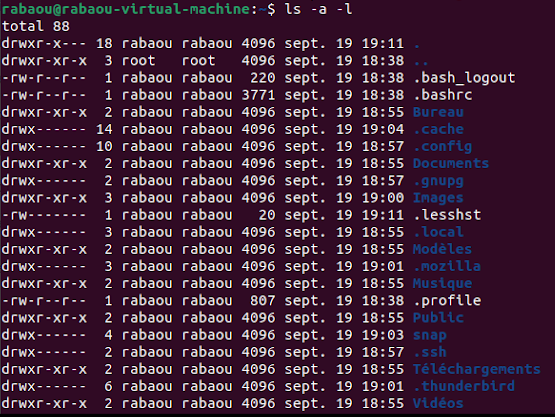 rabaou@rabaou-virtual-machine:~$ ls -a -l
total 88
drwxr-x--- 18 rabaou rabaou 4096 sept. 19 19:11 .
drwxr-xr-x  3 root   root   4096 sept. 19 18:38 ..
-rw-r--r--  1 rabaou rabaou  220 sept. 19 18:38 .bash_logout
-rw-r--r--  1 rabaou rabaou 3771 sept. 19 18:38 .bashrc
drwxr-xr-x  2 rabaou rabaou 4096 sept. 19 18:55 Bureau
drwx------ 14 rabaou rabaou 4096 sept. 19 19:04 .cache
drwx------ 10 rabaou rabaou 4096 sept. 19 18:57 .config
drwxr-xr-x  2 rabaou rabaou 4096 sept. 19 18:55 Documents
drwx------  2 rabaou rabaou 4096 sept. 19 18:57 .gnupg
drwxr-xr-x  3 rabaou rabaou 4096 sept. 19 19:00 Images
-rw-------  1 rabaou rabaou   20 sept. 19 19:11 .lesshst
drwx------  3 rabaou rabaou 4096 sept. 19 18:55 .local
drwxr-xr-x  2 rabaou rabaou 4096 sept. 19 18:55 Modèles
drwx------  3 rabaou rabaou 4096 sept. 19 19:01 .mozilla
drwxr-xr-x  2 rabaou rabaou 4096 sept. 19 18:55 Musique
-rw-r--r--  1 rabaou rabaou  807 sept. 19 18:38 .profile
drwxr-xr-x  2 rabaou rabaou 4096 sept. 19 18:55 Public
drwx------  4 rabaou rabaou 4096 sept. 19 19:03 snap
drwx------  2 rabaou rabaou 4096 sept. 19 18:57 .ssh
drwxr-xr-x  2 rabaou rabaou 4096 sept. 19 18:55 Téléchargements
drwx------  6 rabaou rabaou 4096 sept. 19 19:01 .thunderbird
drwxr-xr-x  2 rabaou rabaou 4096 sept. 19 18:55 Vidéos